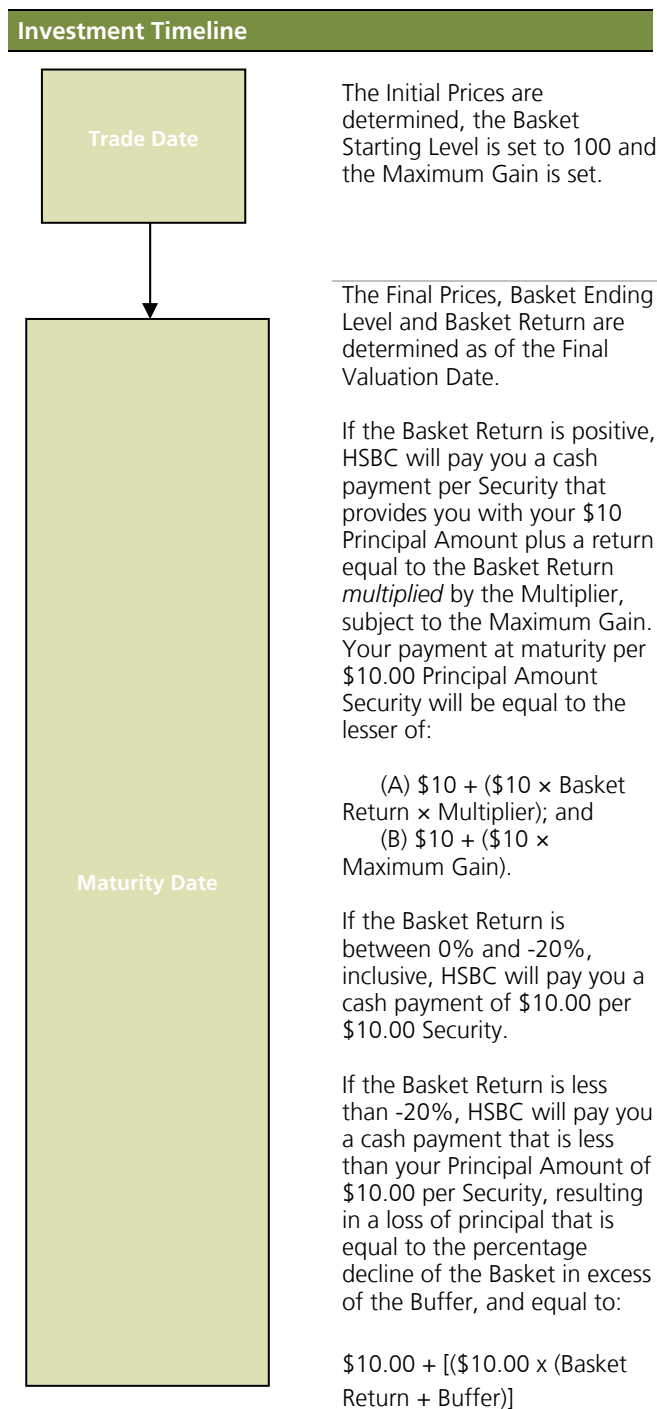 Investment Timeline
Trade Date
The Initial Prices are
determined, the Basket
Starting Level is set to 100 and
the Maximum Gain is set.
Maturity Date
The Final Prices, Basket Ending
Level and Basket Return are
determined as of the Final
Valuation Date.
If the Basket Return is positive,
HSBC will pay you a cash
payment per Security that
provides you with your $10
Principal Amount plus a return
equal to the Basket Return
multiplied by the Multiplier,
subject to the Maximum Gain.
Your payment at maturity per
$10.00 Principal Amount
Security will be equal to the
lesser of:
(A) $10 + ($10 × Basket
Return × Multiplier); and
(B) $10 + ($10 ×
Maximum Gain).
If the Basket Return is
between 0% and -20%,
inclusive, HSBC will pay you a
cash payment of $10.00 per
$10.00 Security.
If the Basket Return is less
than -20%, HSBC will pay you
a cash payment that is less
than your Principal Amount of
$10.00 per Security, resulting
in a loss of principal that is
equal to the percentage
decline of the Basket in excess
of the Buffer, and equal to:
$10.00 + [($10.00 x (Basket
Return + Buffer)]